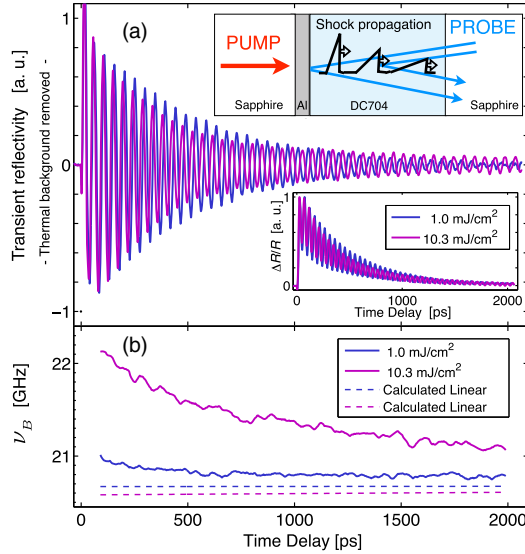 (a)
Shock propagation
PUMP
PROBE
Sapphire
Al
DC704
Sapphire
Transient reflectivity [a. u.]
- Thermal background removed -
1
0
−1
ΔR/R [a. u.]
1
0
1.0 mJ/cm²
10.3 mJ/cm²
0
1000
2000
Time Delay [ps]
(b)
1.0 mJ/cm²
10.3 mJ/cm²
Calculated Linear
Calculated Linear
ν_B [GHz]
22
21
0
500
1000
1500
2000
Time Delay [ps]